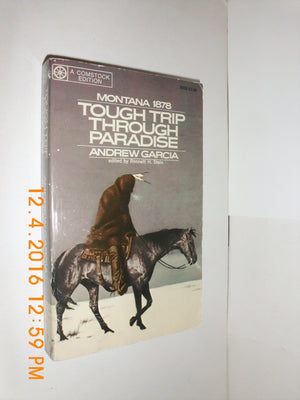 A COMSTOCK
EDITION
MONTANA 1878
TOUGH TRIP
THROUGH
PARADISE
ANDREW GARCIA
edited by Bennett H. Stein
12.4.2016 12:59 PM